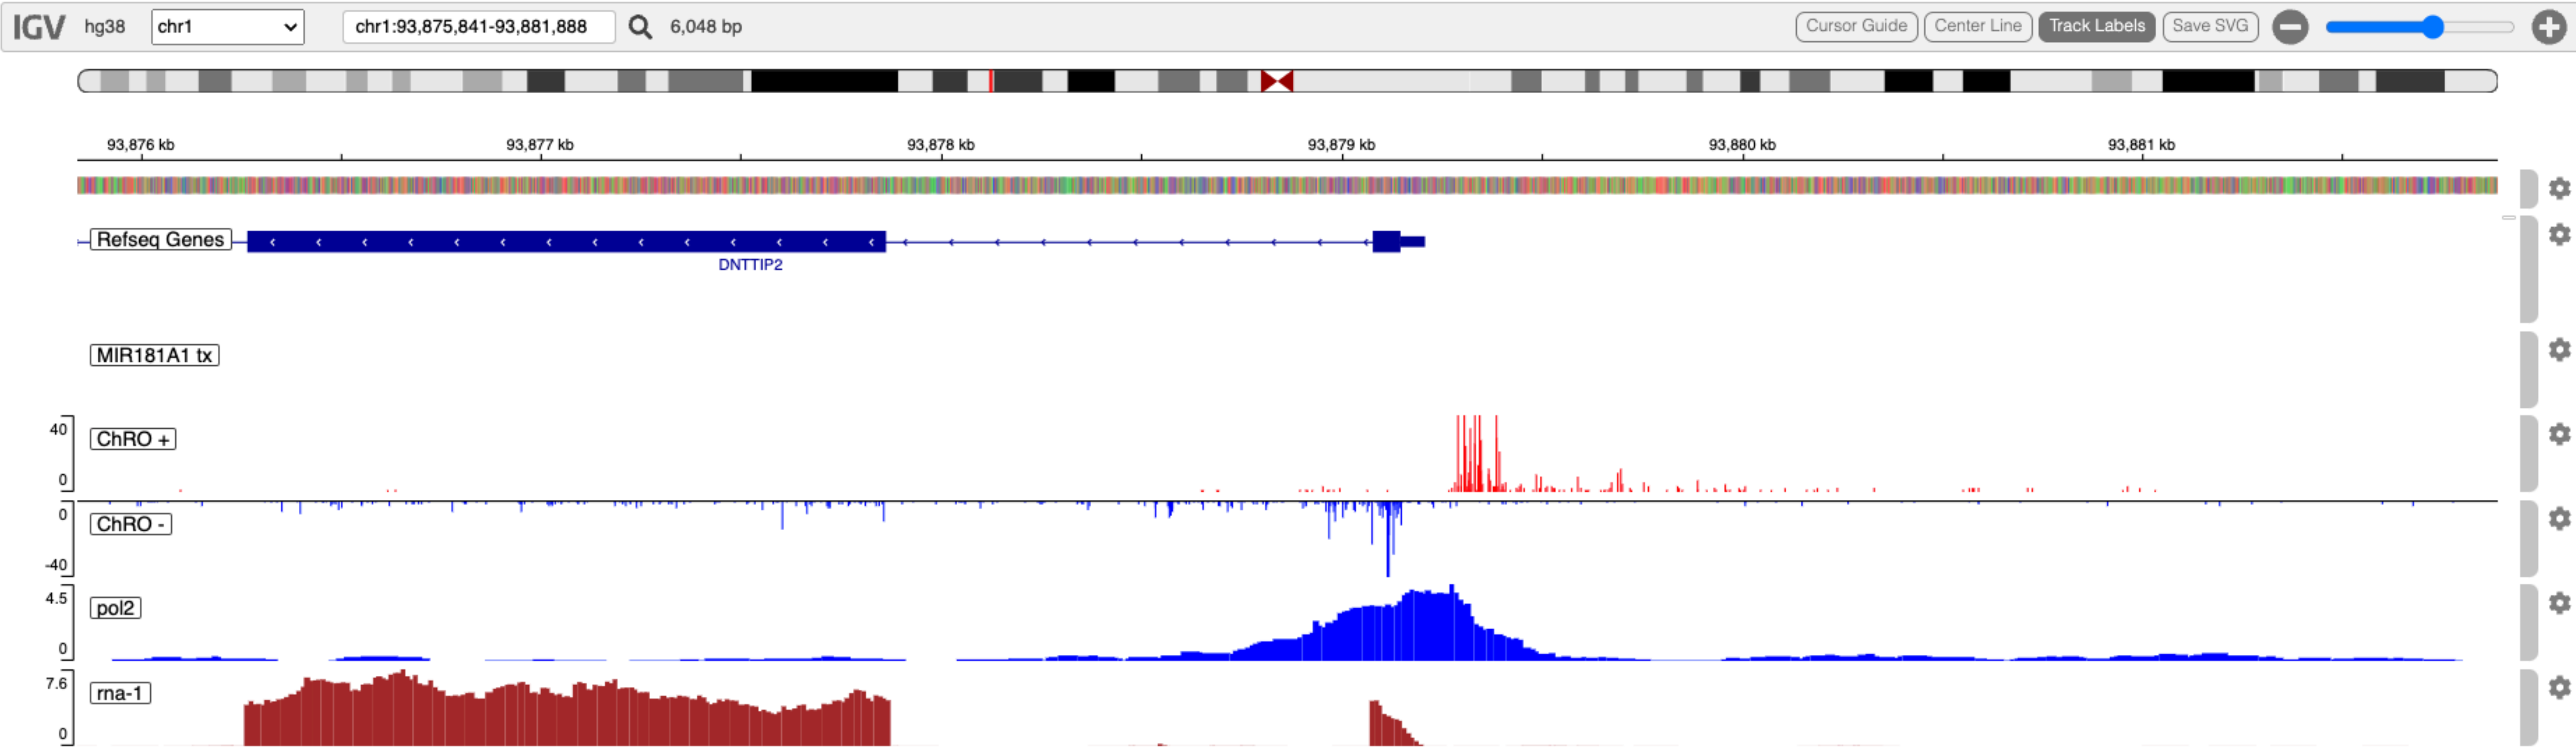 IGV hg38 chr1 chr1:93,875,841-93,881,888 6,048 bp Cursor Guide Center Line Track Labels Save SVG
93,876 kb 93,877 kb 93,878 kb 93,879 kb 93,880 kb 93,881 kb
Refseq Genes
DNTTIP2
MIR181A1 tx
40
ChRO +
0
0
ChRO -
-40
4.5
pol2
0
7.6
rna-1
0